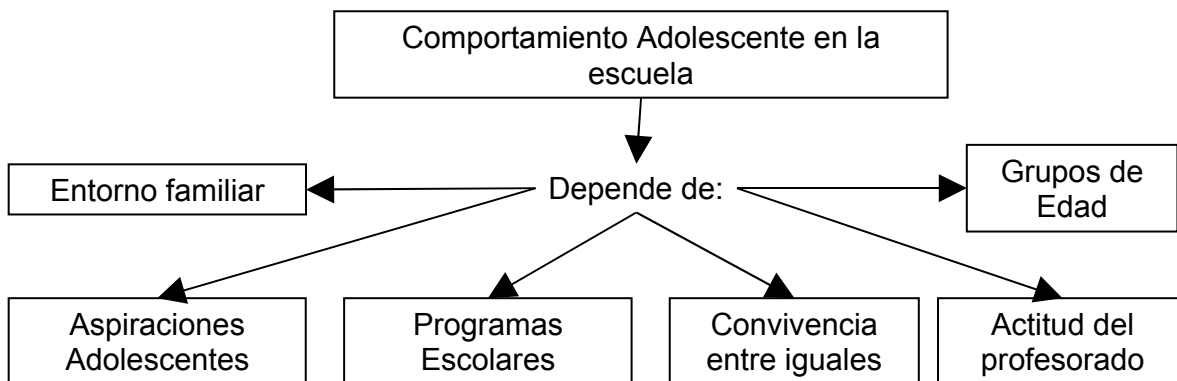 Comportamiento Adolescente en la
escuela
Entorno familiar
Depende de:
Grupos de
Edad
Aspiraciones
Adolescentes
Programas
Escolares
Convivencia
entre iguales
Actitud del
profesorado